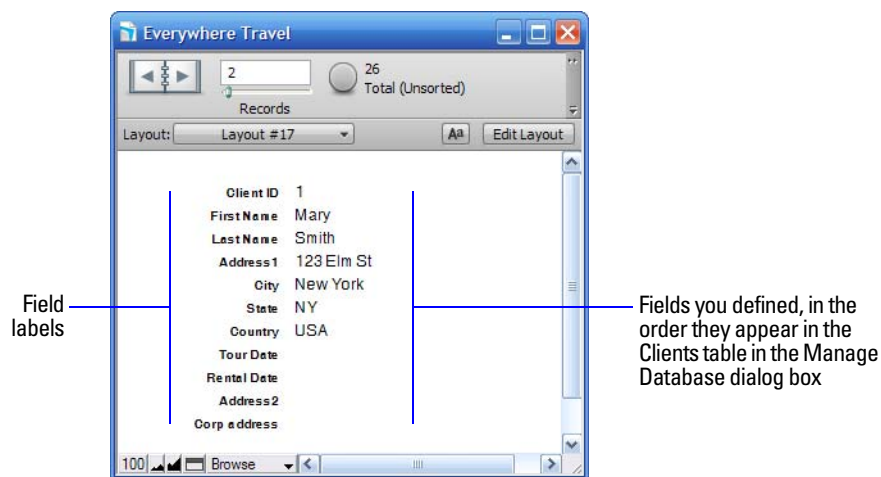 Everywhere Travel
2
26
Total (Unsorted)
Records
Layout: Layout #17 Aa Edit Layout
Client ID 1
First Name Mary
Last Name Smith
Address1 123 Elm St
City New York
State NY
Country USA
Tour Date
Rental Date
Address2
Corp address
Field
labels
Fields you defined, in the
order they appear in the
Clients table in the Manage
Database dialog box
100 Browse